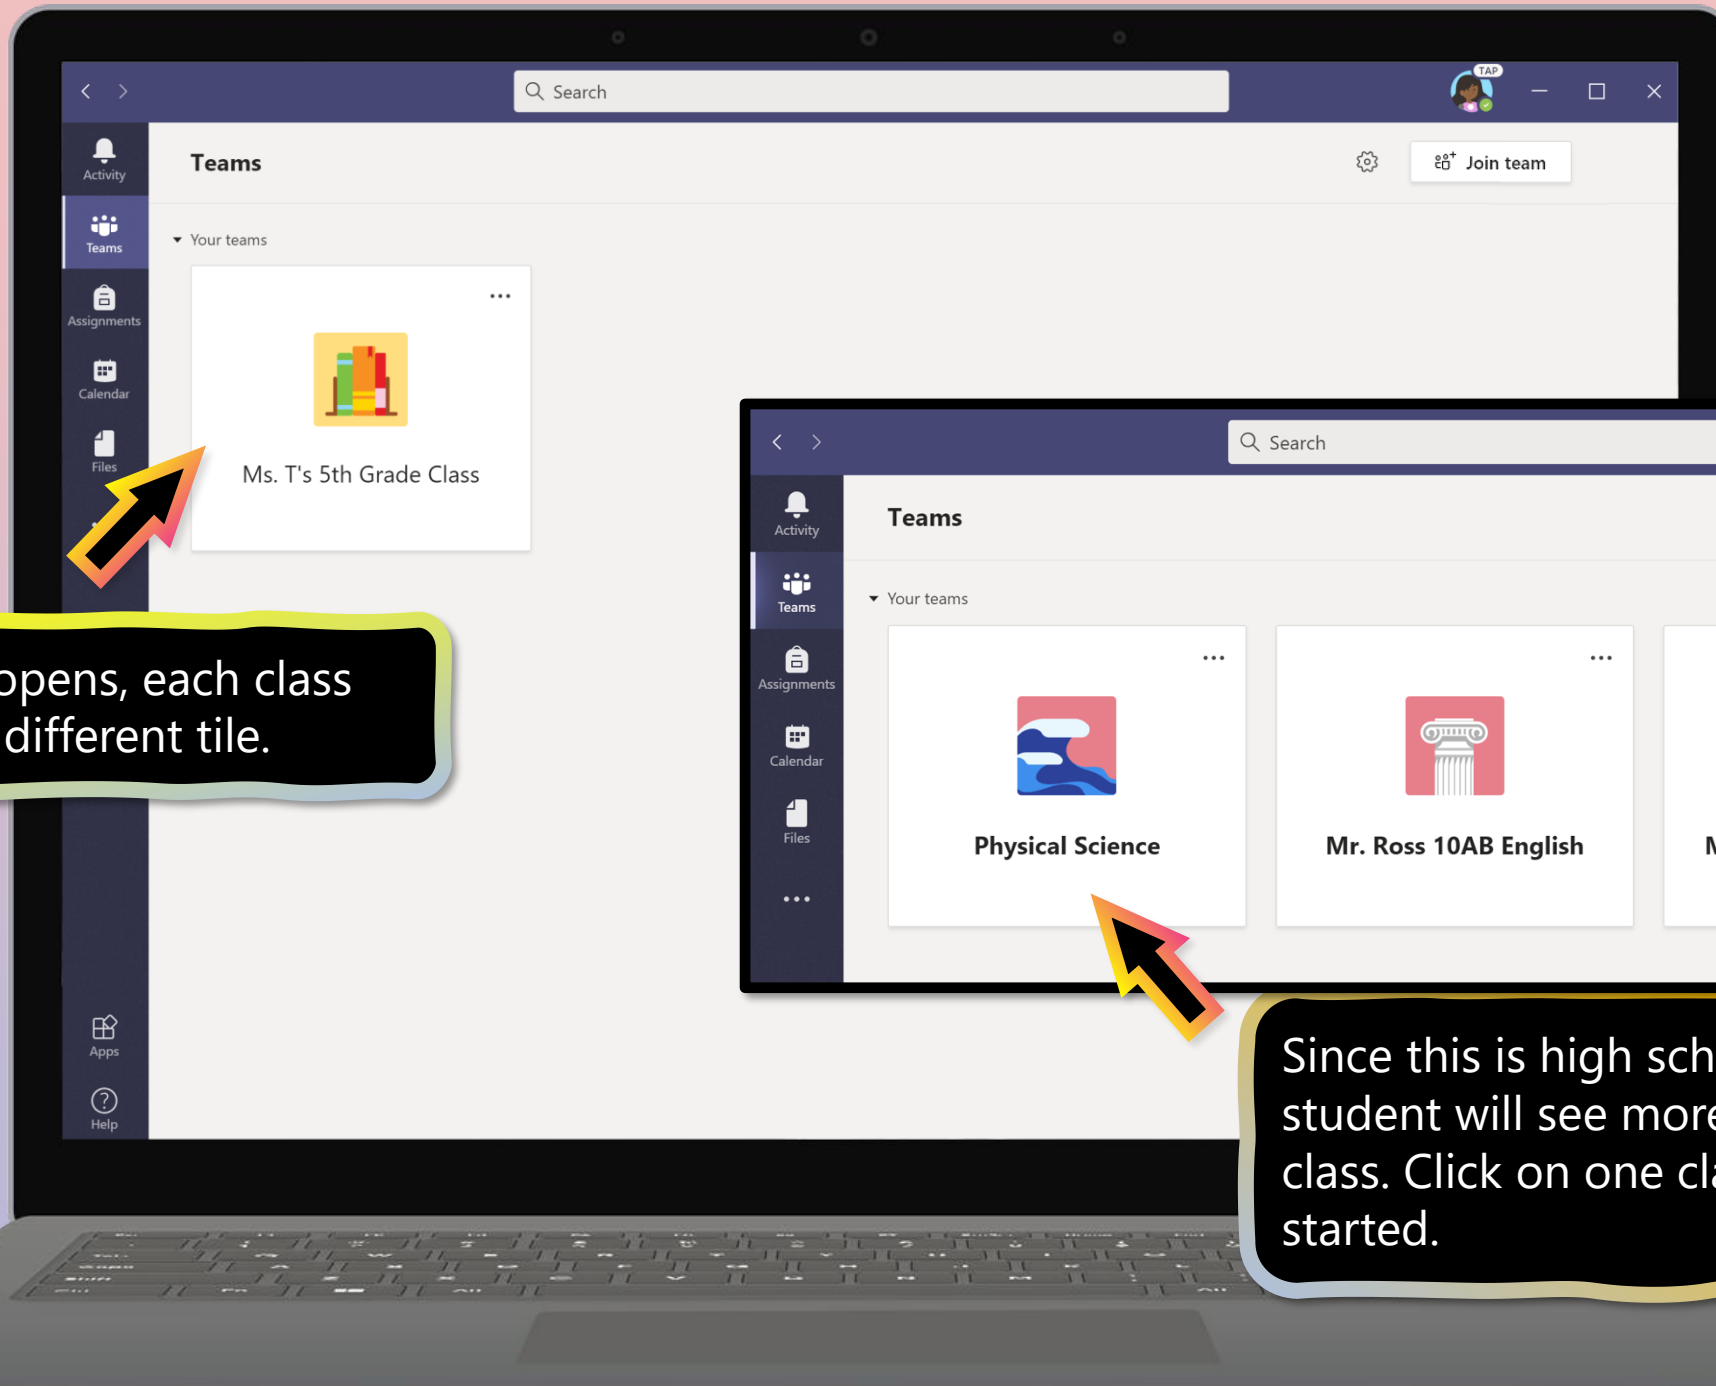 Search
TAP
Activity
Teams
Join team
Teams
Your teams
Assignments
Calendar
Files
Ms. T's 5th Grade Class
opens, each class
different tile.
Apps
Help
Search
Activity
Teams
Teams
Your teams
Assignments
Calendar
Files
Physical Science
Mr. Ross 10AB English
M
Since this is high sch
student will see more
class. Click on one cla
started.